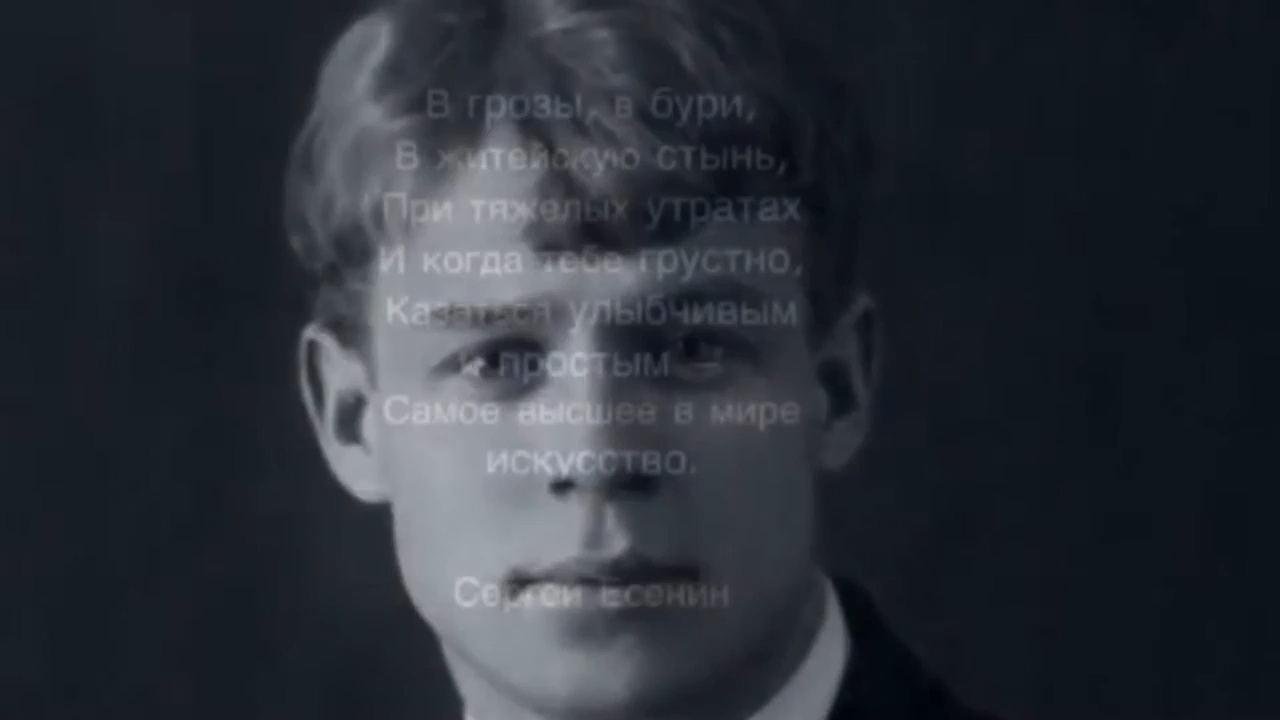 В грозы, в бури,
В житейскую стынь,
При тяжелых утратах
И когда тебе грустно,
Казаться улыбчивым
и простым
Самое высшее в мире
искусство.
Сергей Есенин